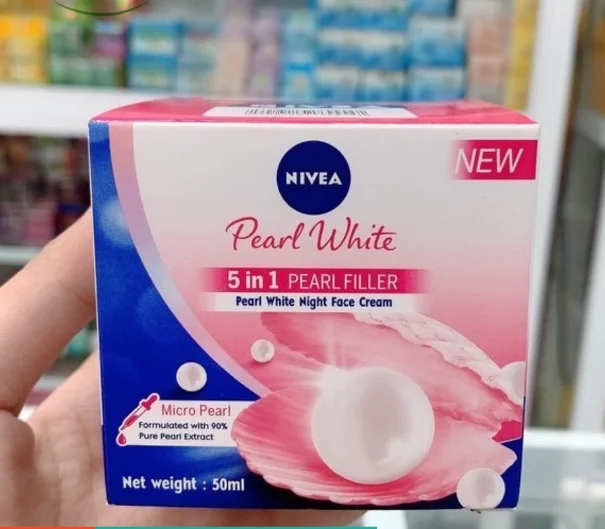 NIVEA
NEW
Pearl White
5 in 1 PEARL FILLER
Pearl White Night Face Cream
Micro Pearl
Formulated with 90%
Pure Pearl Extract
Net weight : 50ml